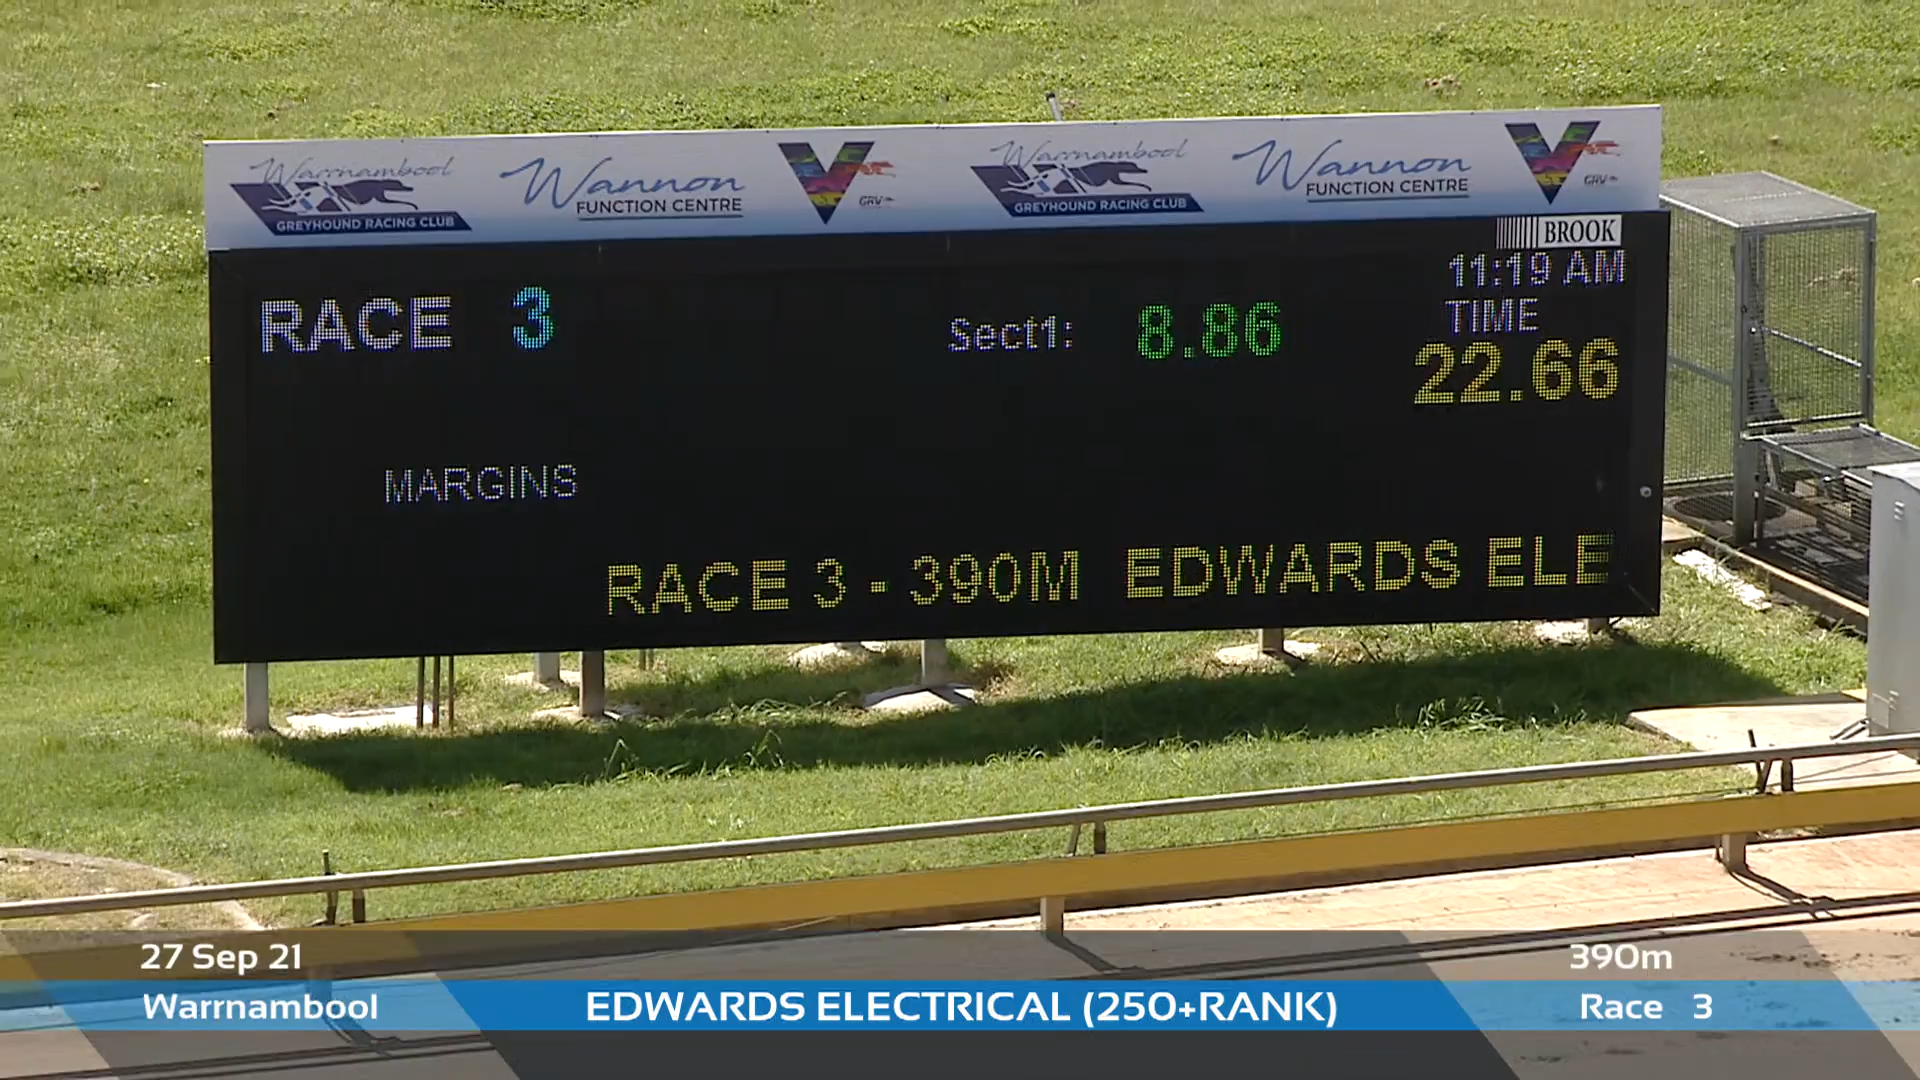 Warrnambool
GREYHOUND RACING CLUB
Wannon
FUNCTION CENTRE
V
GRV
Warrnambool
GREYHOUND RACING CLUB
Wannon
FUNCTION CENTRE
V
GRV
BROOK
11:19 AM
RACE 3
Sect1: 8.86
TIME
22.66
MARGINS
RACE 3 - 390M EDWARDS ELE
27 Sep 21
390m
Warrnambool
EDWARDS ELECTRICAL (250+RANK)
Race 3